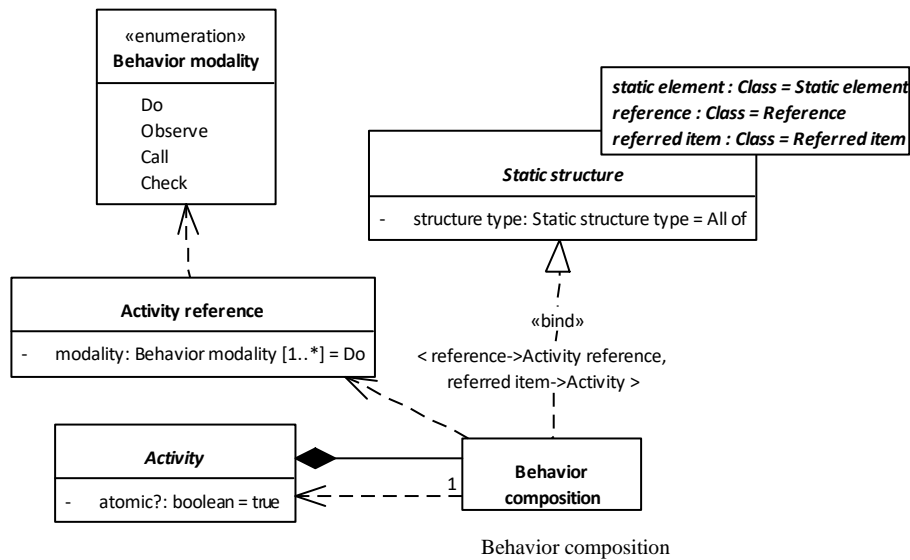 «enumeration»
Behavior modality
Do
Observe
Call
Check
static element : Class = Static element
reference : Class = Reference
referred item : Class = Referred item
Static structure
- structure type: Static structure type = All of
Activity reference
- modality: Behavior modality [1..*] = Do
«bind»
< reference->Activity reference,
referred item->Activity >
Activity
- atomic?: boolean = true
1
Behavior
composition
Behavior composition